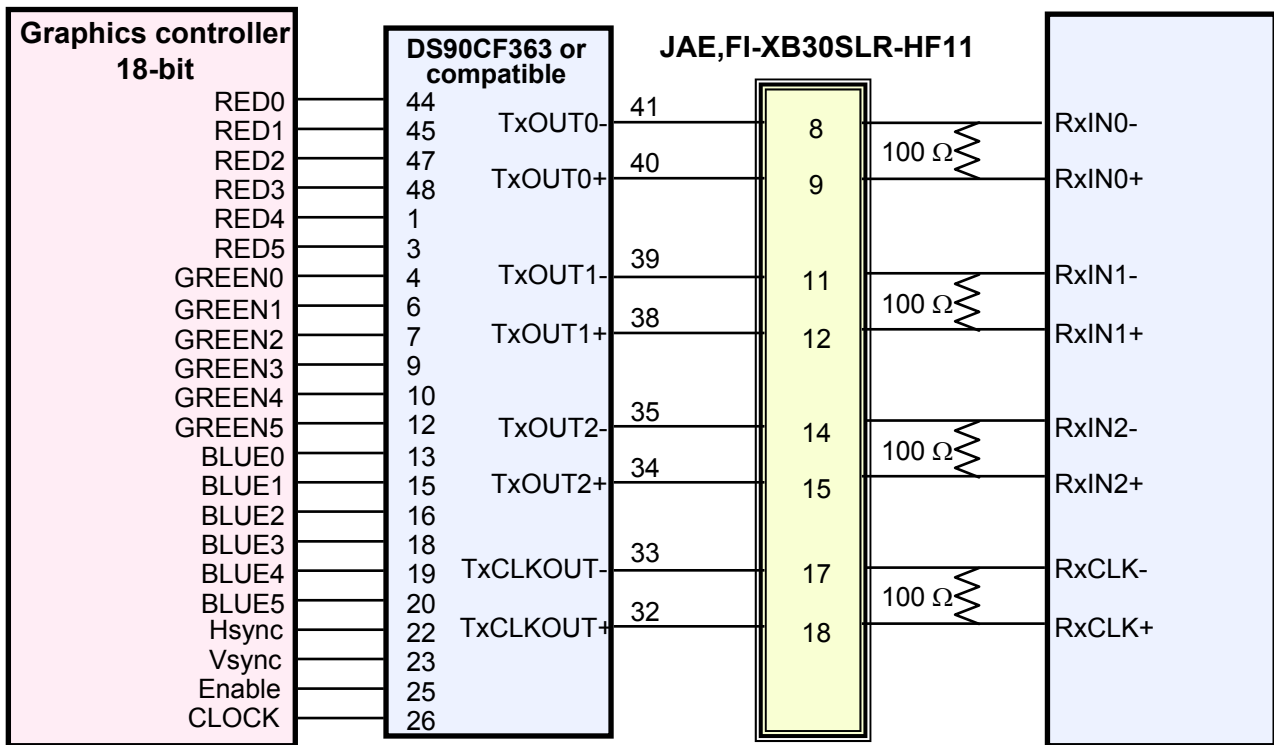 Graphics controller
18-bit
RED0
RED1
RED2
RED3
RED4
RED5
GREEN0
GREEN1
GREEN2
GREEN3
GREEN4
GREEN5
BLUE0
BLUE1
BLUE2
BLUE3
BLUE4
BLUE5
Hsync
Vsync
Enable
CLOCK
DS90CF363 or
compatible
44
45
47
48
1
3
4
6
7
9
10
12
13
15
16
18
19
20
22
23
25
26
TxOUT0-
TxOUT0+
TxOUT1-
TxOUT1+
TxOUT2-
TxOUT2+
TxCLKOUT-
TxCLKOUT+
41
40
39
38
35
34
33
32
JAE,FI-XB30SLR-HF11
8
9
11
12
14
15
17
18
100 Ω
100 Ω
100 Ω
100 Ω
RxIN0-
RxIN0+
RxIN1-
RxIN1+
RxIN2-
RxIN2+
RxCLK-
RxCLK+